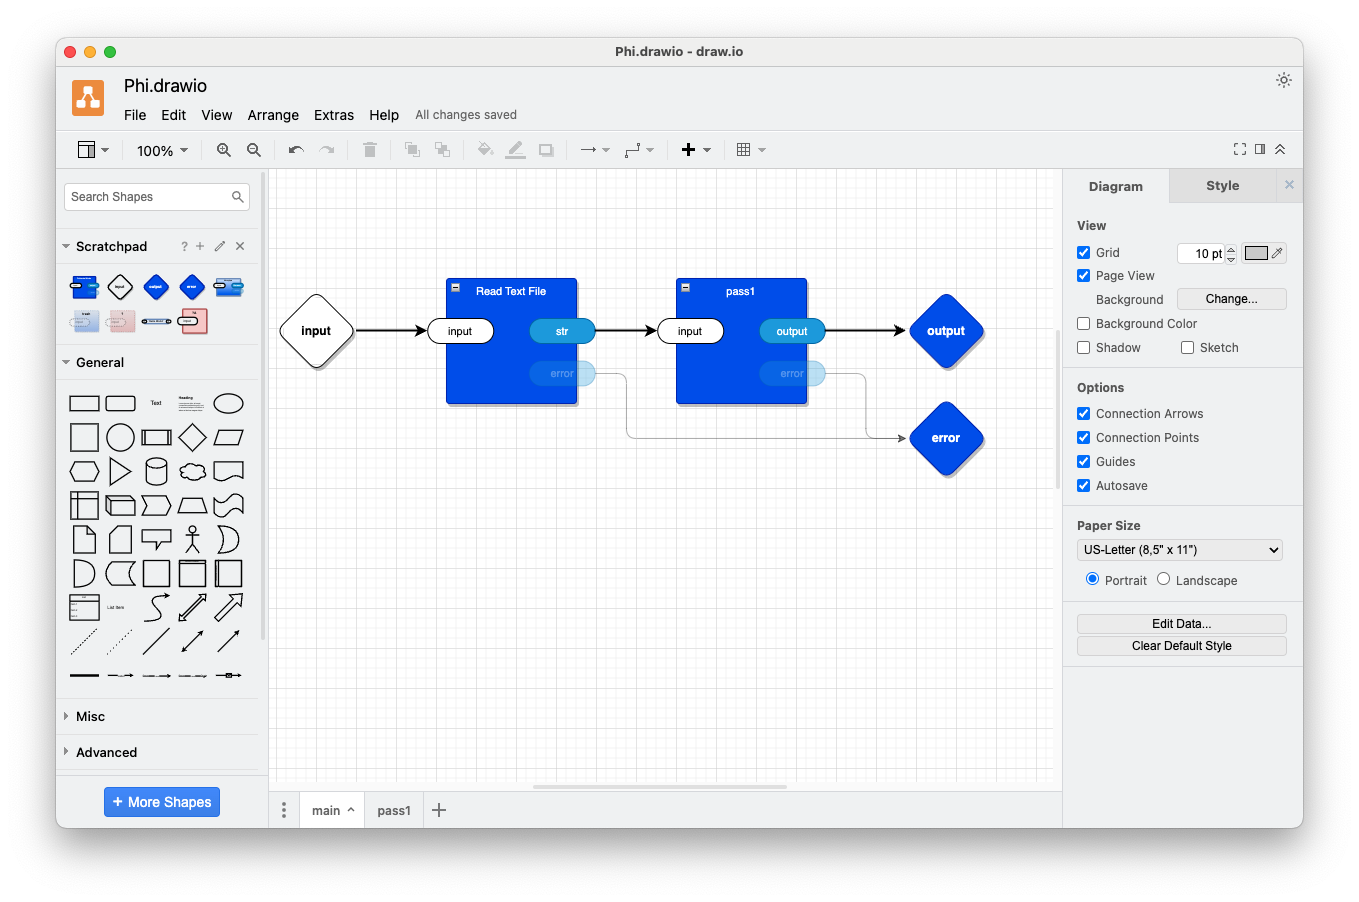 Phi.drawio - draw.io
Phi.drawio
File Edit View Arrange Extras Help All changes saved
100%
Search Shapes
Scratchpad
?
input
output
error
General
Text
Heading
List Item
Misc
Advanced
+ More Shapes
input
Read Text File
input
str
error
pass1
input
output
error
output
error
main
pass1
Diagram
Style
View
Grid
10 pt
Page View
Background
Change...
Background Color
Shadow
Sketch
Options
Connection Arrows
Connection Points
Guides
Autosave
Paper Size
US-Letter (8,5" x 11")
Portrait
Landscape
Edit Data...
Clear Default Style